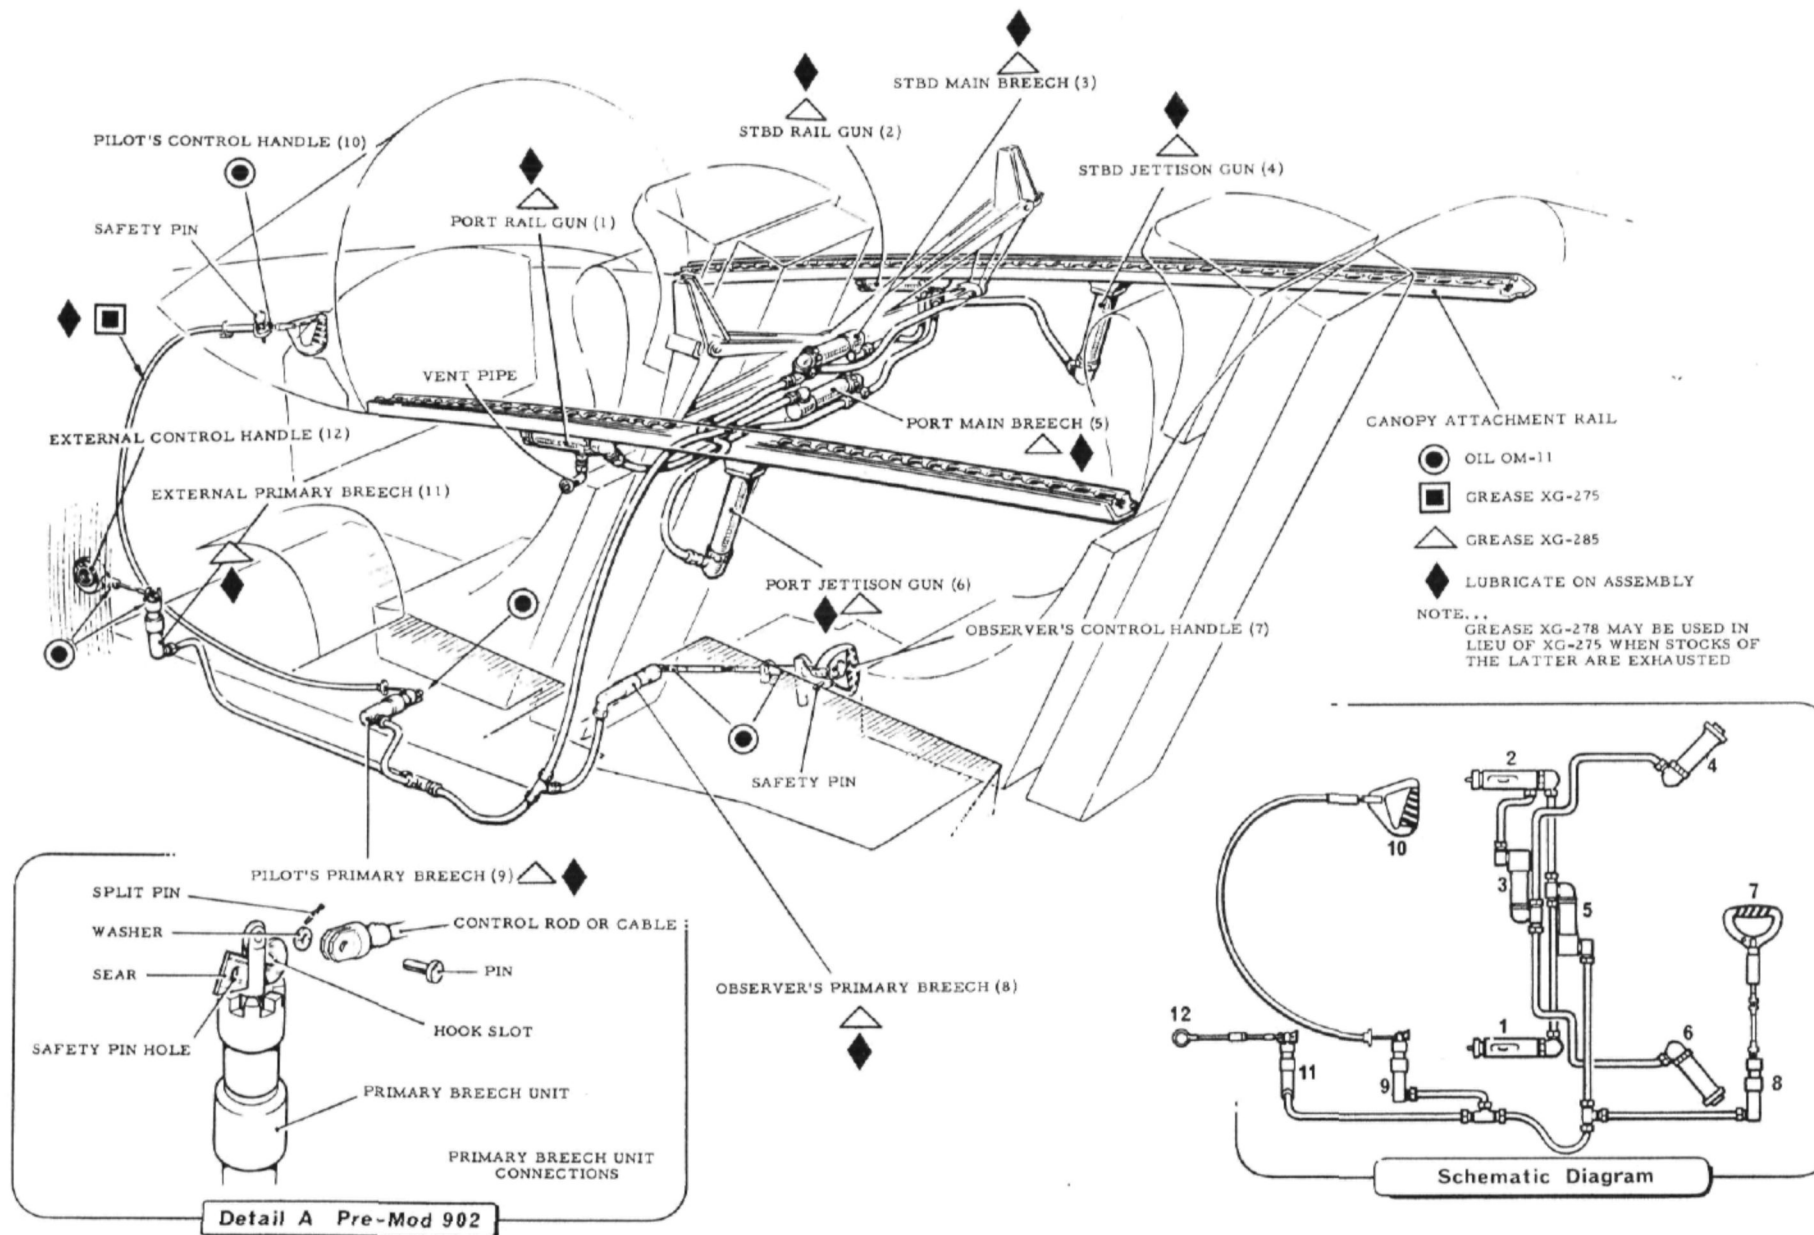 STBD MAIN BREECH (3)
STBD RAIL GUN (2)
PILOT'S CONTROL HANDLE (10)
STBD JETTISON GUN (4)
PORT RAIL GUN (1)
SAFETY PIN
VENT PIPE
PORT MAIN BREECH (5)
CANOPY ATTACHMENT RAIL
EXTERNAL CONTROL HANDLE (12)
OIL OM-11
EXTERNAL PRIMARY BREECH (11)
GREASE XG-275
GREASE XG-285
PORT JETTISON GUN (6)
LUBRICATE ON ASSEMBLY
NOTE...
GREASE XG-278 MAY BE USED IN
LIEU OF XG-275 WHEN STOCKS OF
THE LATTER ARE EXHAUSTED
OBSERVER'S CONTROL HANDLE (7)
SAFETY PIN
PILOT'S PRIMARY BREECH (9)
SPLIT PIN
WASHER
CONTROL ROD OR CABLE
SEAR
PIN
HOOK SLOT
SAFETY PIN HOLE
PRIMARY BREECH UNIT
PRIMARY BREECH UNIT
CONNECTIONS
Detail A Pre-Mod 902
OBSERVER'S PRIMARY BREECH (8)
2
4
10
3
5
7
12
1
6
11
9
8
Schematic Diagram